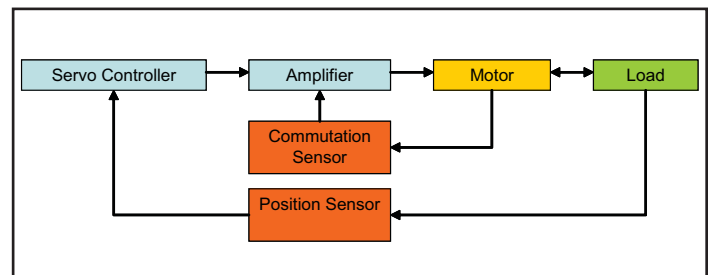 Servo Controller
Amplifier
Motor
Load
Commutation
Sensor
Position Sensor